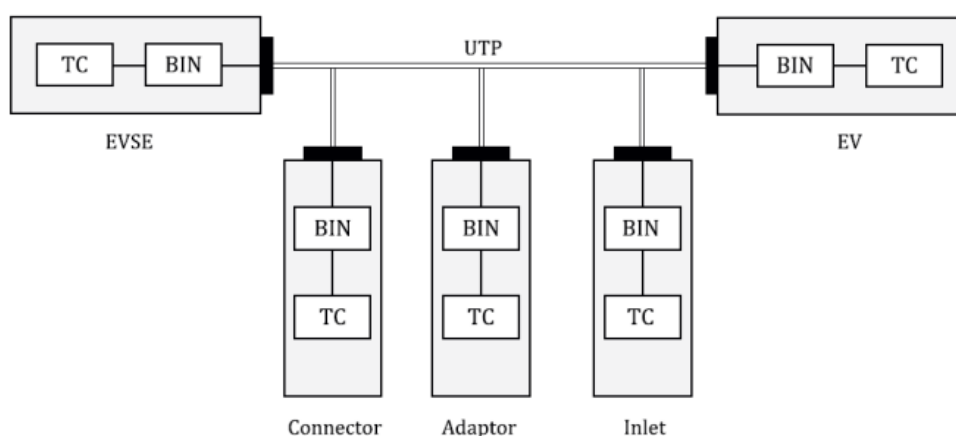 UTP
TC BIN
BIN TC
EVSE
EV
BIN BIN BIN
TC TC TC
Connector Adaptor Inlet